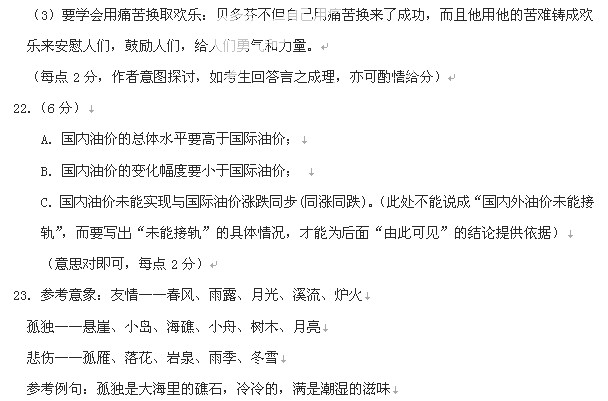 （3）要学会用痛苦换取欢乐：贝多芬不但自己用痛苦换来了成功，而且他用他的苦难铸成欢
乐来安慰人们，鼓励人们，给人们勇气和力量。
（每点 2 分，作者意图探讨，如考生回答言之成理，亦可酌情给分）
22.（6 分）
A. 国内油价的总体水平要高于国际油价；
B. 国内油价的变化幅度要小于国际油价；
C. 国内油价未能实现与国际油价涨跌同步(同涨同跌)。（此处不能说成“国内外油价未能接
轨”，而要写出“未能接轨”的具体情况，才能为后面“由此可见”的结论提供依据）
（意思对即可，每点 2 分）
23. 参考意象：友情——春风、雨露、月光、溪流、炉火
孤独——悬崖、小岛、海礁、小舟、树木、月亮
悲伤——孤雁、落花、岩泉、雨季、冬雪
参考例句：孤独是大海里的礁石，冷冷的，满是潮湿的滋味